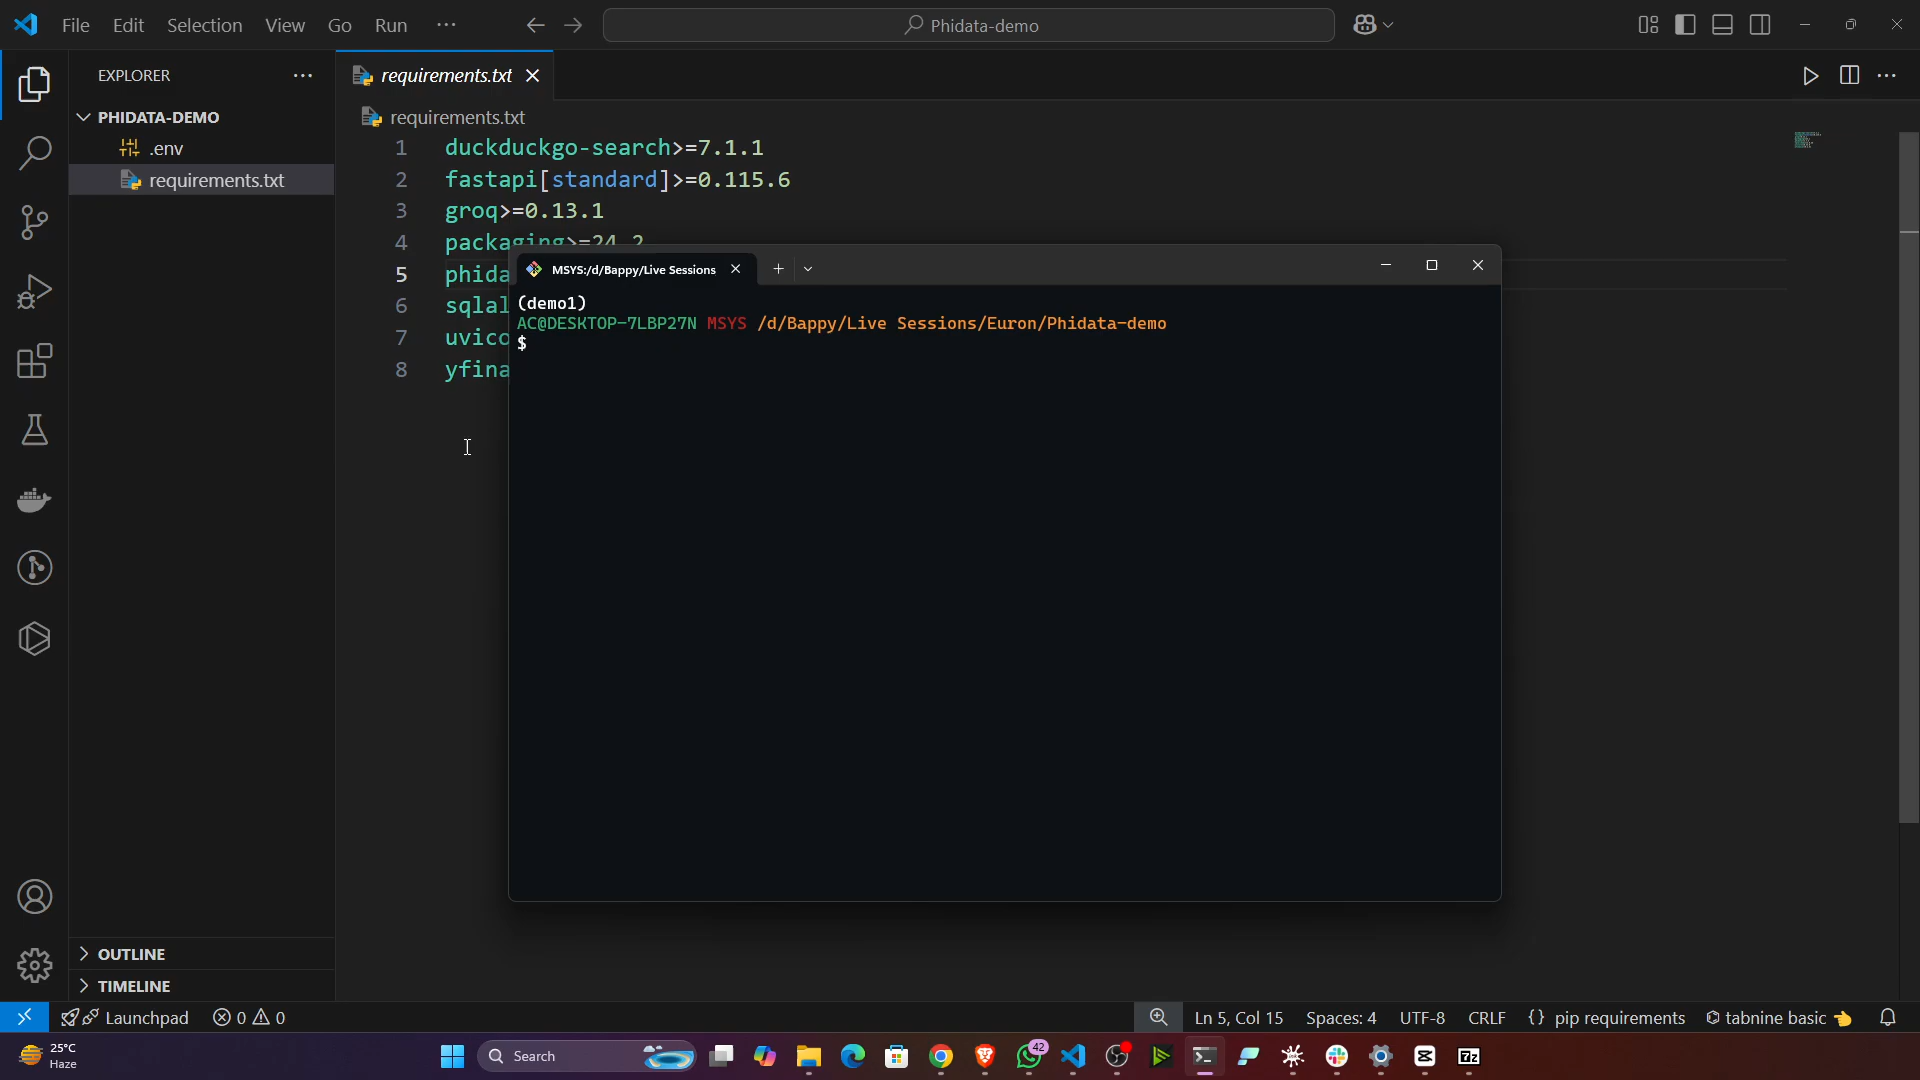 File Edit Selection View Go Run ···
Phidata-demo
EXPLORER
requirements.txt
PHIDATA-DEMO
.env
requirements.txt
requirements.txt
1 duckduckgo-search>=7.1.1
2 fastapi[standard]>=0.115.6
3 groq>=0.13.1
4 packaging>=24.2
5 phida
6 sqlal
7 uvico
8 yfina
MSYS:/d/Bappy/Live Sessions
(demo1)
AC@DESKTOP-7LBP27N MSYS /d/Bappy/Live Sessions/Euron/Phidata-demo
$
OUTLINE
TIMELINE
Launchpad 0 0
Ln 5, Col 15 Spaces: 4 UTF-8 CRLF {} pip requirements tabnine basic
25°C
Haze
Search
42
7z